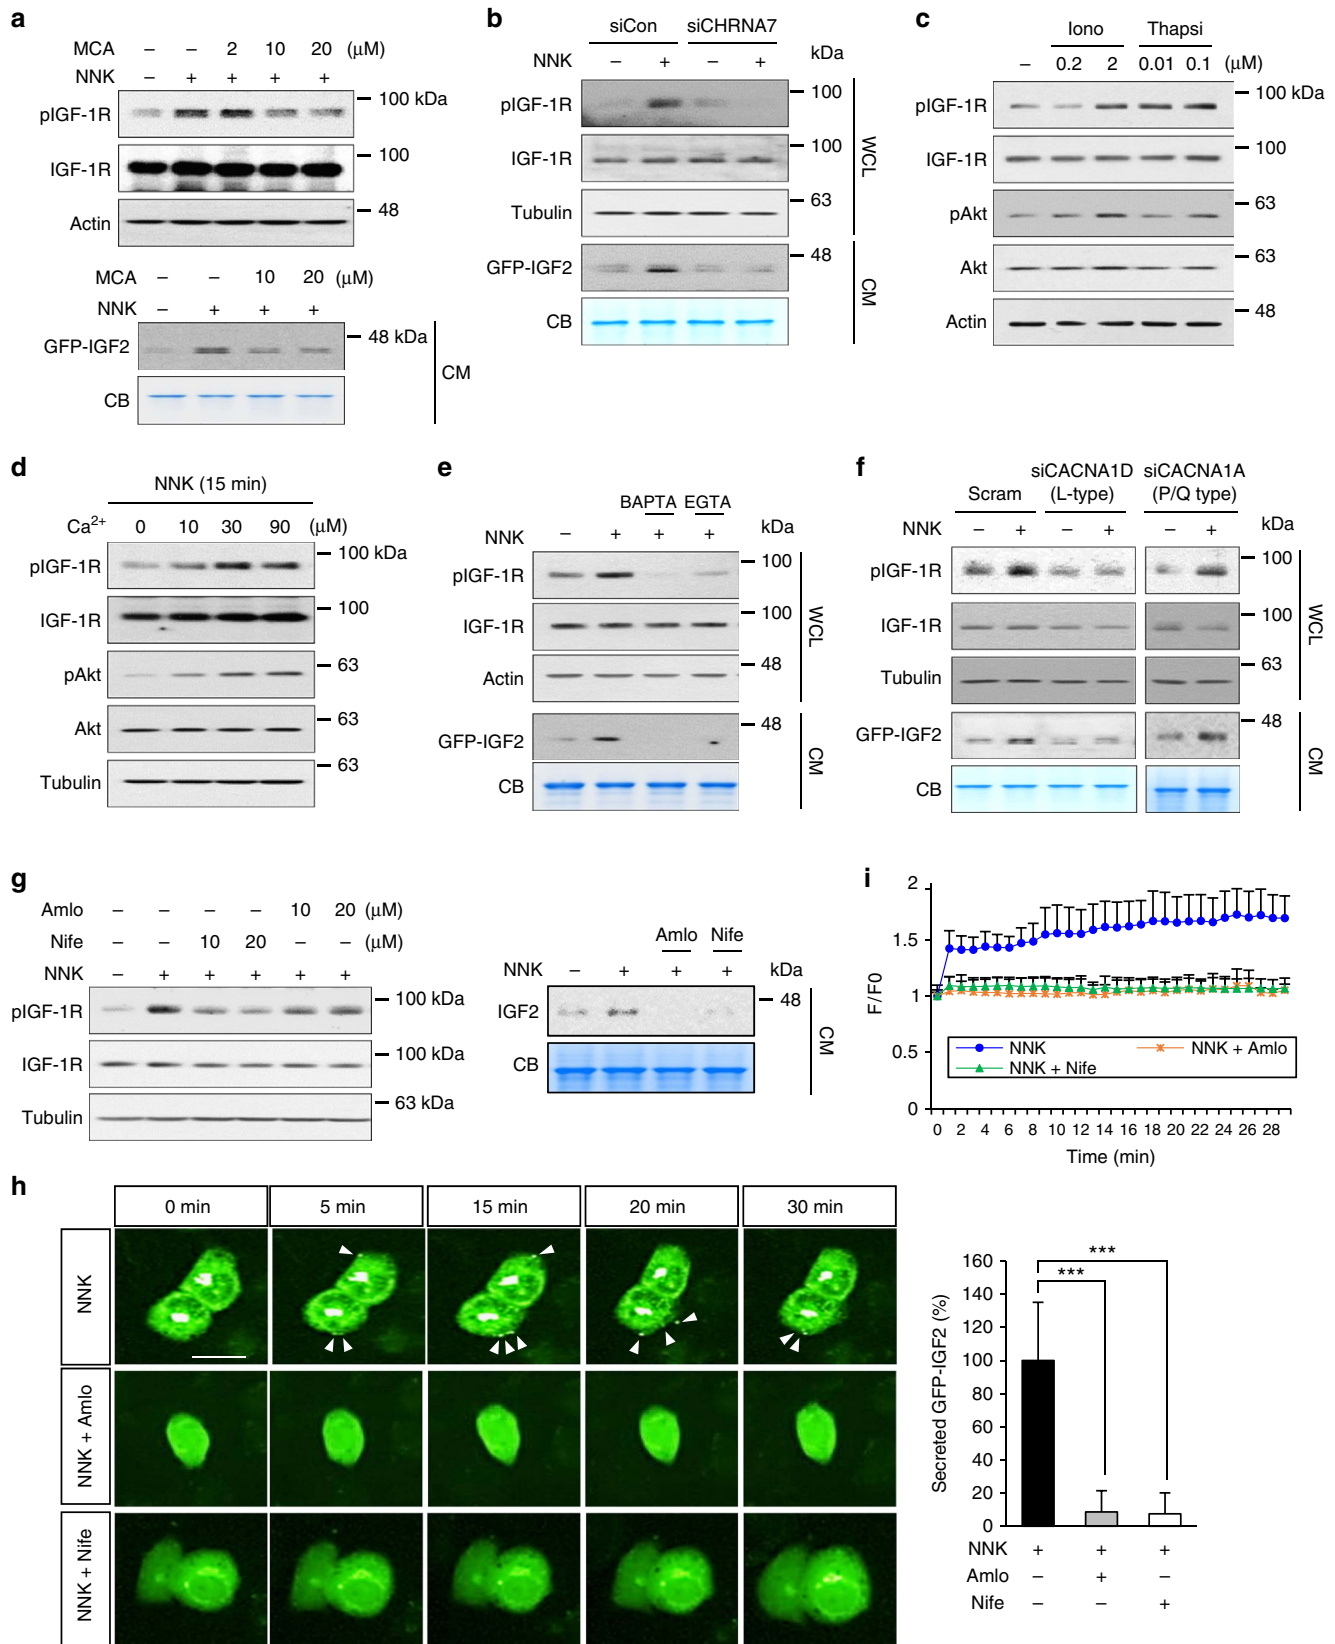 a
MCA – – 2 10 20 (μM)
NNK – + + + +
pIGF-1R 100 kDa
IGF-1R 100
Actin 48
MCA – – 10 20 (μM)
NNK – + + +
GFP-IGF2 48 kDa
CB
CM
b
siCon siCHRNA7
NNK – + – + kDa
pIGF-1R 100
IGF-1R 100
Tubulin 63
WCL
GFP-IGF2 48
CB
CM
c
Iono Thapsi
– 0.2 2 0.01 0.1 (μM)
pIGF-1R 100 kDa
IGF-1R 100
pAkt 63
Akt 63
Actin 48
d
NNK (15 min)
Ca2+ 0 10 30 90 (μM)
pIGF-1R 100 kDa
IGF-1R 100
pAkt 63
Akt 63
Tubulin 63
e
BAPTA EGTA
NNK – + + + kDa
pIGF-1R 100
IGF-1R 100
Actin 48
WCL
GFP-IGF2 48
CB
CM
f
siCACNA1D siCACNA1A
Scram (L-type) (P/Q type)
NNK – + – + – + kDa
pIGF-1R 100
IGF-1R 100
Tubulin 63
WCL
GFP-IGF2 48
CB
CM
g
Amlo – – – – 10 20 (μM)
Nife – – 10 20 – – (μM)
NNK – + + + + +
pIGF-1R 100 kDa
IGF-1R 100 kDa
Tubulin 63 kDa
Amlo Nife
NNK – + + + kDa
IGF2 48
CB
CM
i
2
1.5
1
0.5
0
F/F0
NNK NNK + Amlo
NNK + Nife
0 2 4 6 8 10 12 14 16 18 20 22 24 26 28
Time (min)
h
0 min 5 min 15 min 20 min 30 min
NNK
NNK + Amlo
NNK + Nife
Secreted GFP-IGF2 (%)
160
140
120
100
80
60
40
20
0
***
***
NNK + + +
Amlo – + –
Nife – – +